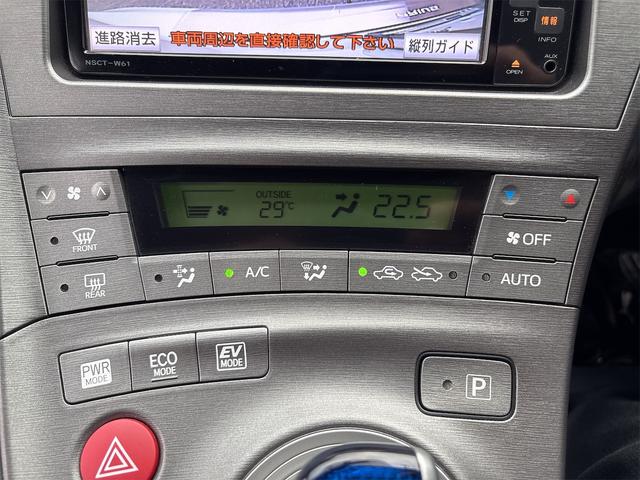 SET
DISP
情報
INFO
AUX
OPEN
進路消去
車両周辺を直接確認して下さい
縦列ガイド
NSCT-W61
OUTSIDE
29℃
22.5
FRONT
OFF
REAR
A/C
AUTO
PWR
MODE
ECO
MODE
EV
MODE
P